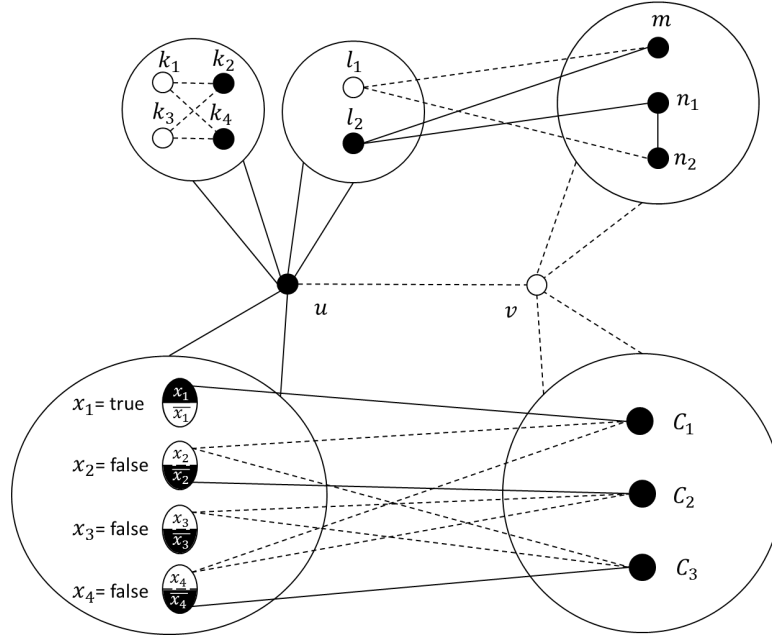 m
k₁ k₂
l₁
k₃ k₄
l₂
n₁
n₂
u
v
x₁= true
x₁
x̅₁
C₁
x₂= false
x₂
x̅₂
C₂
x₃= false
x₃
x̅₃
C₃
x₄= false
x₄
x̅₄